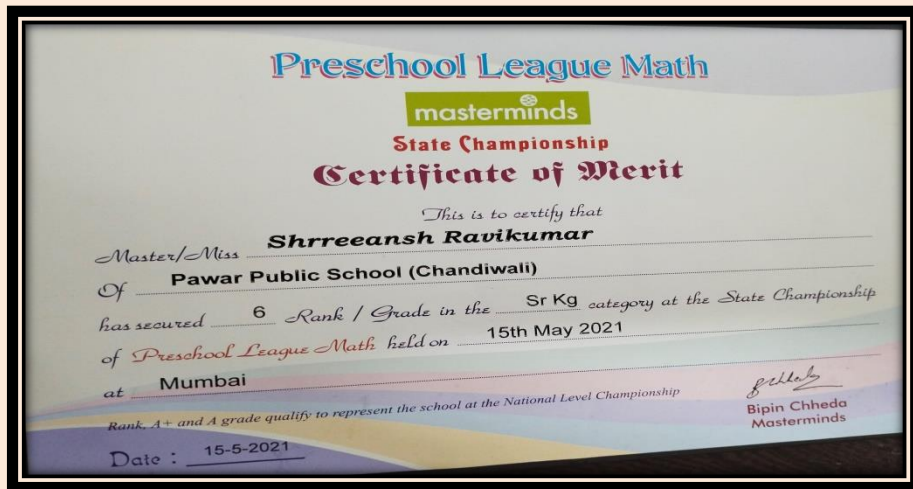 Preschool League Math
masterminds
State Championship
Certificate of Merit
This is to certify that
Master/Miss Shrreeansh Ravikumar
Of Pawar Public School (Chandiwali)
has secured 6 Rank / Grade in the Sr Kg category at the State Championship
of Preschool League Math held on 15th May 2021
at Mumbai
Rank, A+ and A grade qualify to represent the school at the National Level Championship
Bipin Chheda
Masterminds
Date : 15-5-2021